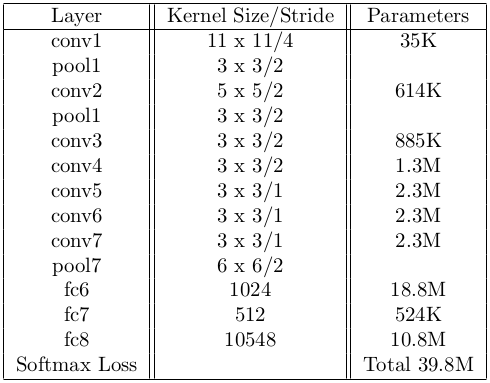 Layer Kernel Size/Stride Parameters
conv1 11 x 11/4 35K
pool1 3 x 3/2
conv2 5 x 5/2 614K
pool1 3 x 3/2
conv3 3 x 3/2 885K
conv4 3 x 3/2 1.3M
conv5 3 x 3/1 2.3M
conv6 3 x 3/1 2.3M
conv7 3 x 3/1 2.3M
pool7 6 x 6/2
fc6 1024 18.8M
fc7 512 524K
fc8 10548 10.8M
Softmax Loss Total 39.8M